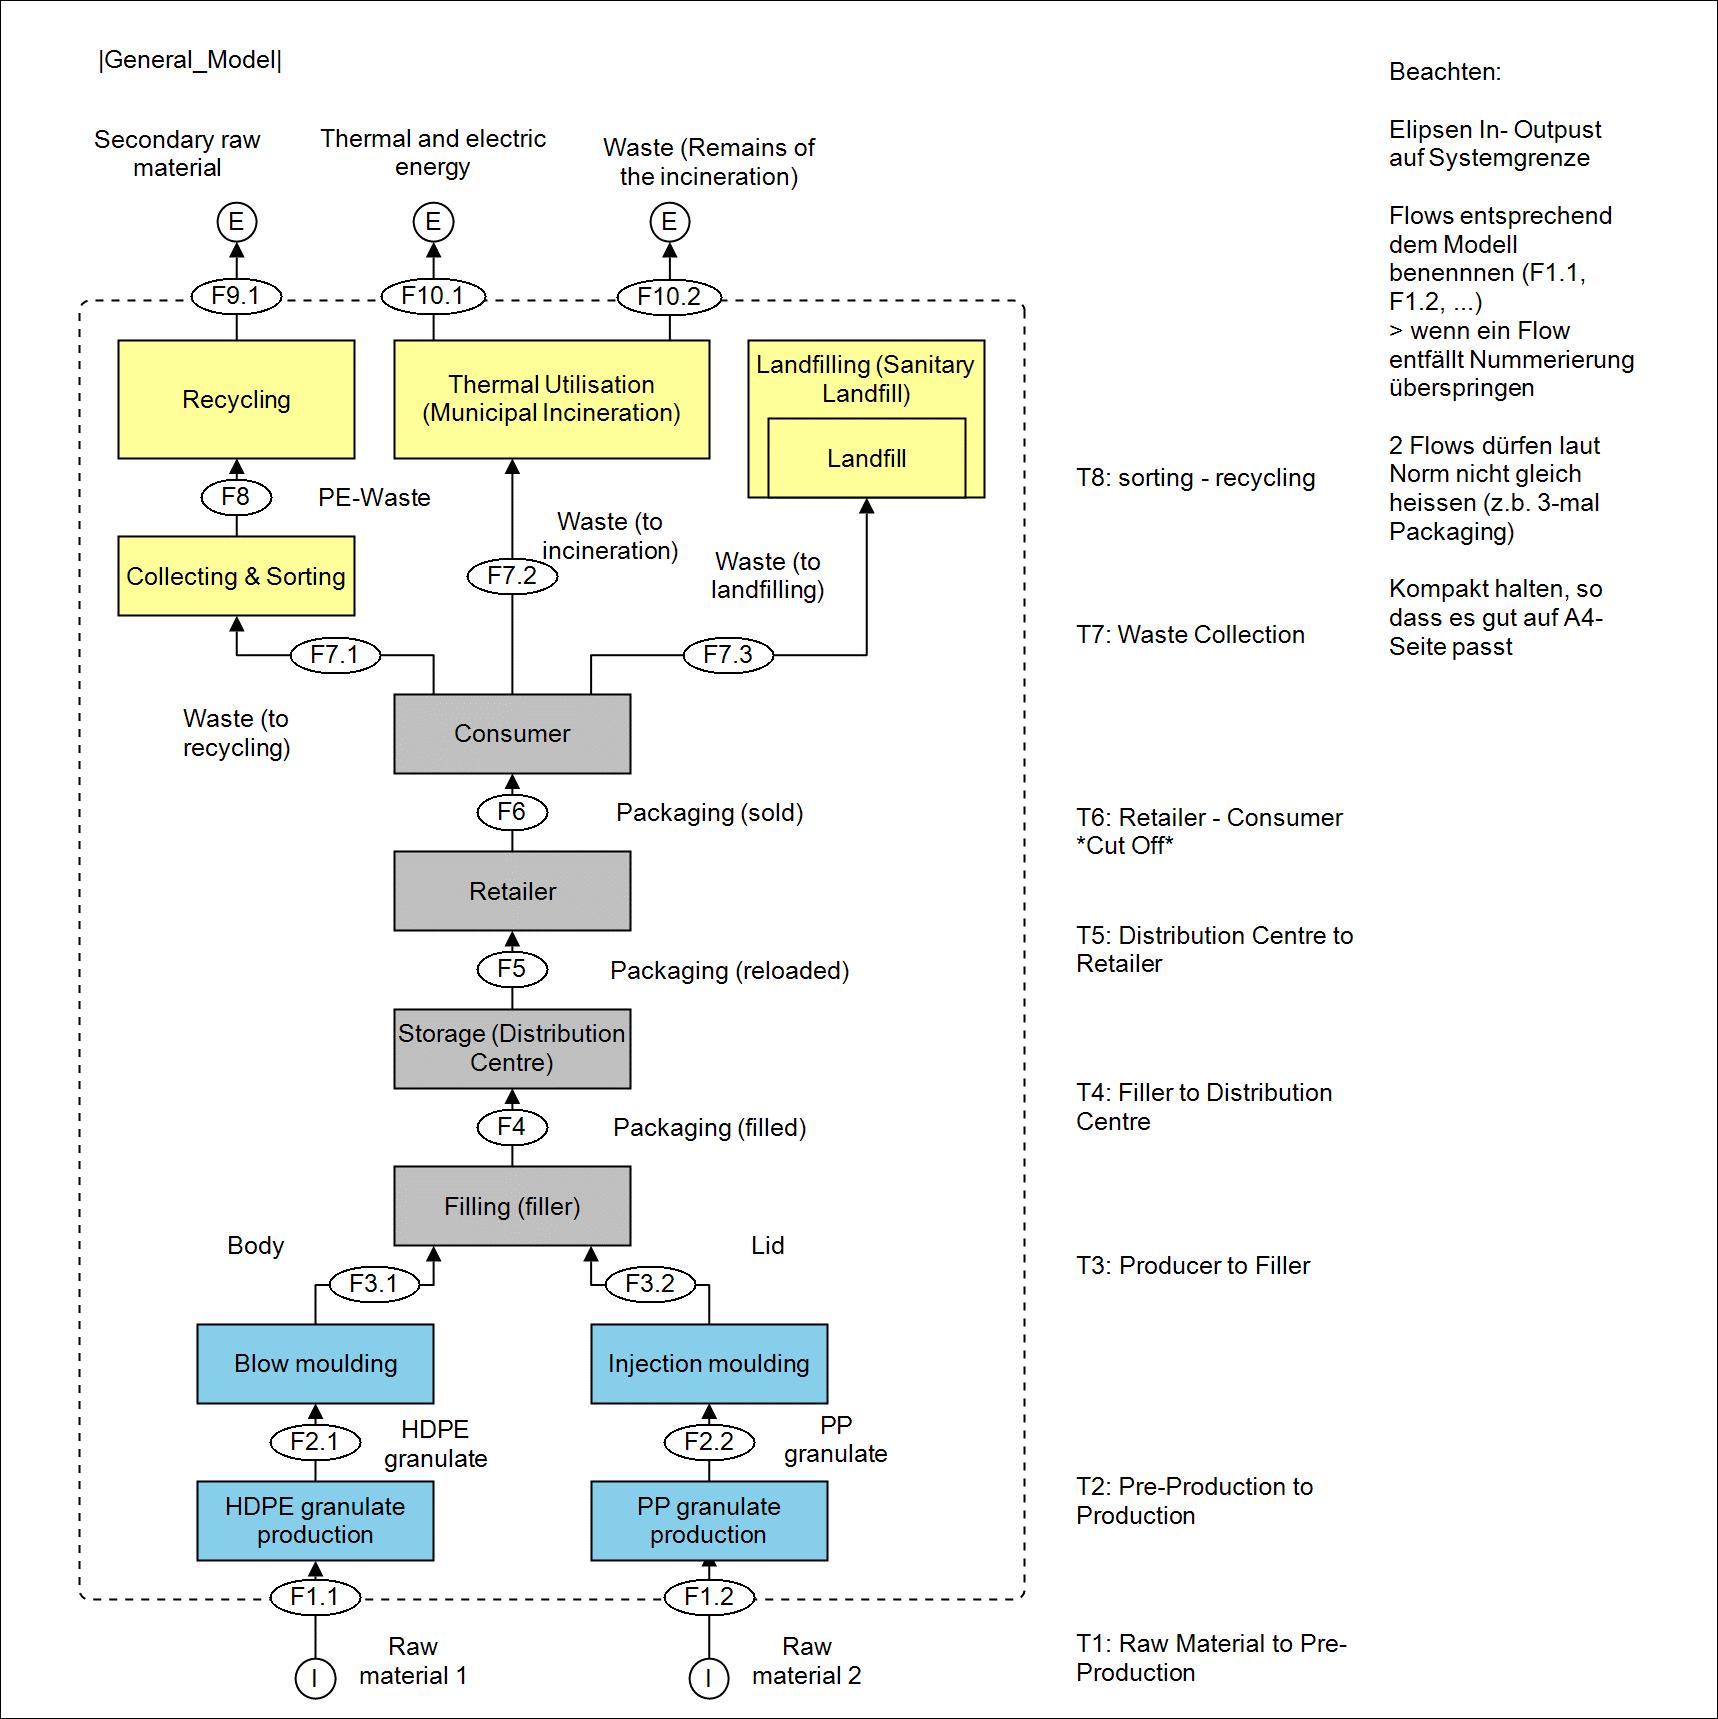 |General_Model|
Secondary raw
material
Thermal and electric
energy
Waste (Remains of
the incineration)
E
E
E
F9.1
F10.1
F10.2
Recycling
Thermal Utilisation
(Municipal Incineration)
Landfilling (Sanitary
Landfill)
Landfill
F8
PE-Waste
Waste (to
incineration)
Collecting & Sorting
F7.2
Waste (to
landfilling)
F7.1
F7.3
Waste (to
recycling)
Consumer
F6
Packaging (sold)
Retailer
F5
Packaging (reloaded)
Storage (Distribution
Centre)
F4
Packaging (filled)
Filling (filler)
Body
Lid
F3.1
F3.2
Blow moulding
Injection moulding
F2.1
HDPE
granulate
F2.2
PP
granulate
HDPE granulate
production
PP granulate
production
F1.1
F1.2
I
Raw
material 1
I
Raw
material 2
T8: sorting - recycling
T7: Waste Collection
T6: Retailer - Consumer
*Cut Off*
T5: Distribution Centre to
Retailer
T4: Filler to Distribution
Centre
T3: Producer to Filler
T2: Pre-Production to
Production
T1: Raw Material to Pre-
Production
Beachten:
Elipsen In- Outpust
auf Systemgrenze
Flows entsprechend
dem Modell
benennnen (F1.1,
F1.2, ...)
> wenn ein Flow
entfällt Nummerierung
überspringen
2 Flows dürfen laut
Norm nicht gleich
heissen (z.b. 3-mal
Packaging)
Kompakt halten, so
dass es gut auf A4-
Seite passt